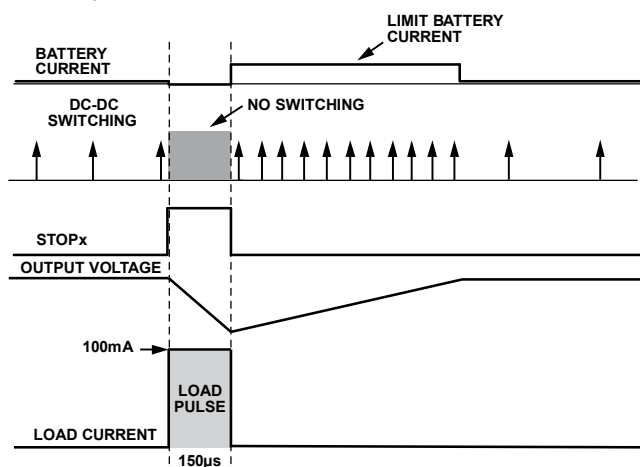 LIMIT BATTERY
CURRENT
BATTERY
CURRENT
DC-DC
SWITCHING
NO SWITCHING
STOPx
OUTPUT VOLTAGE
100mA
LOAD
PULSE
LOAD CURRENT
150µs